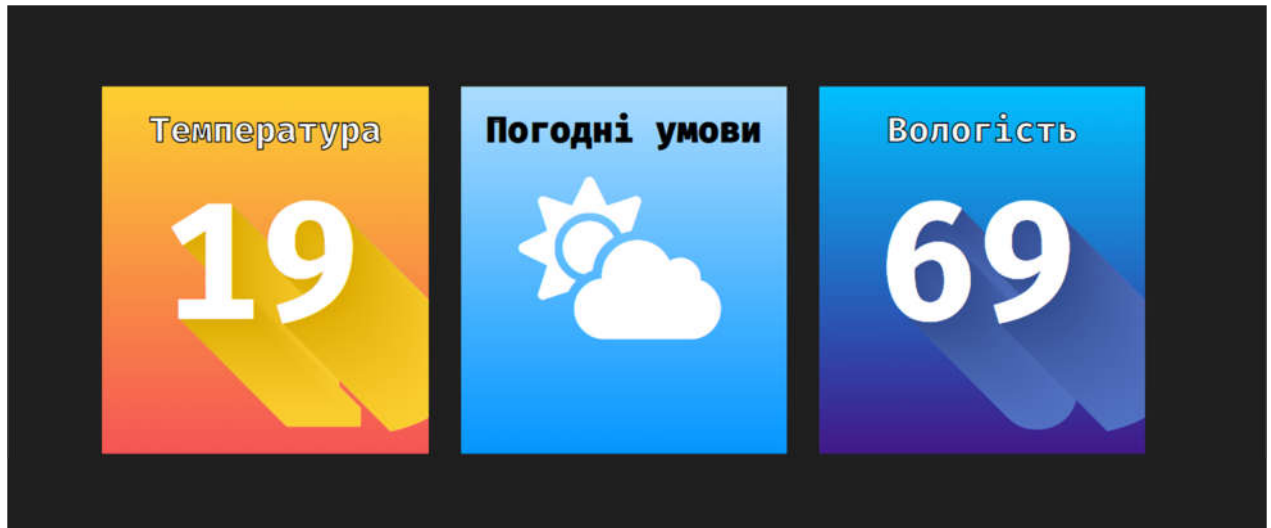 Температура
19
Погодні умови
Вологість
69